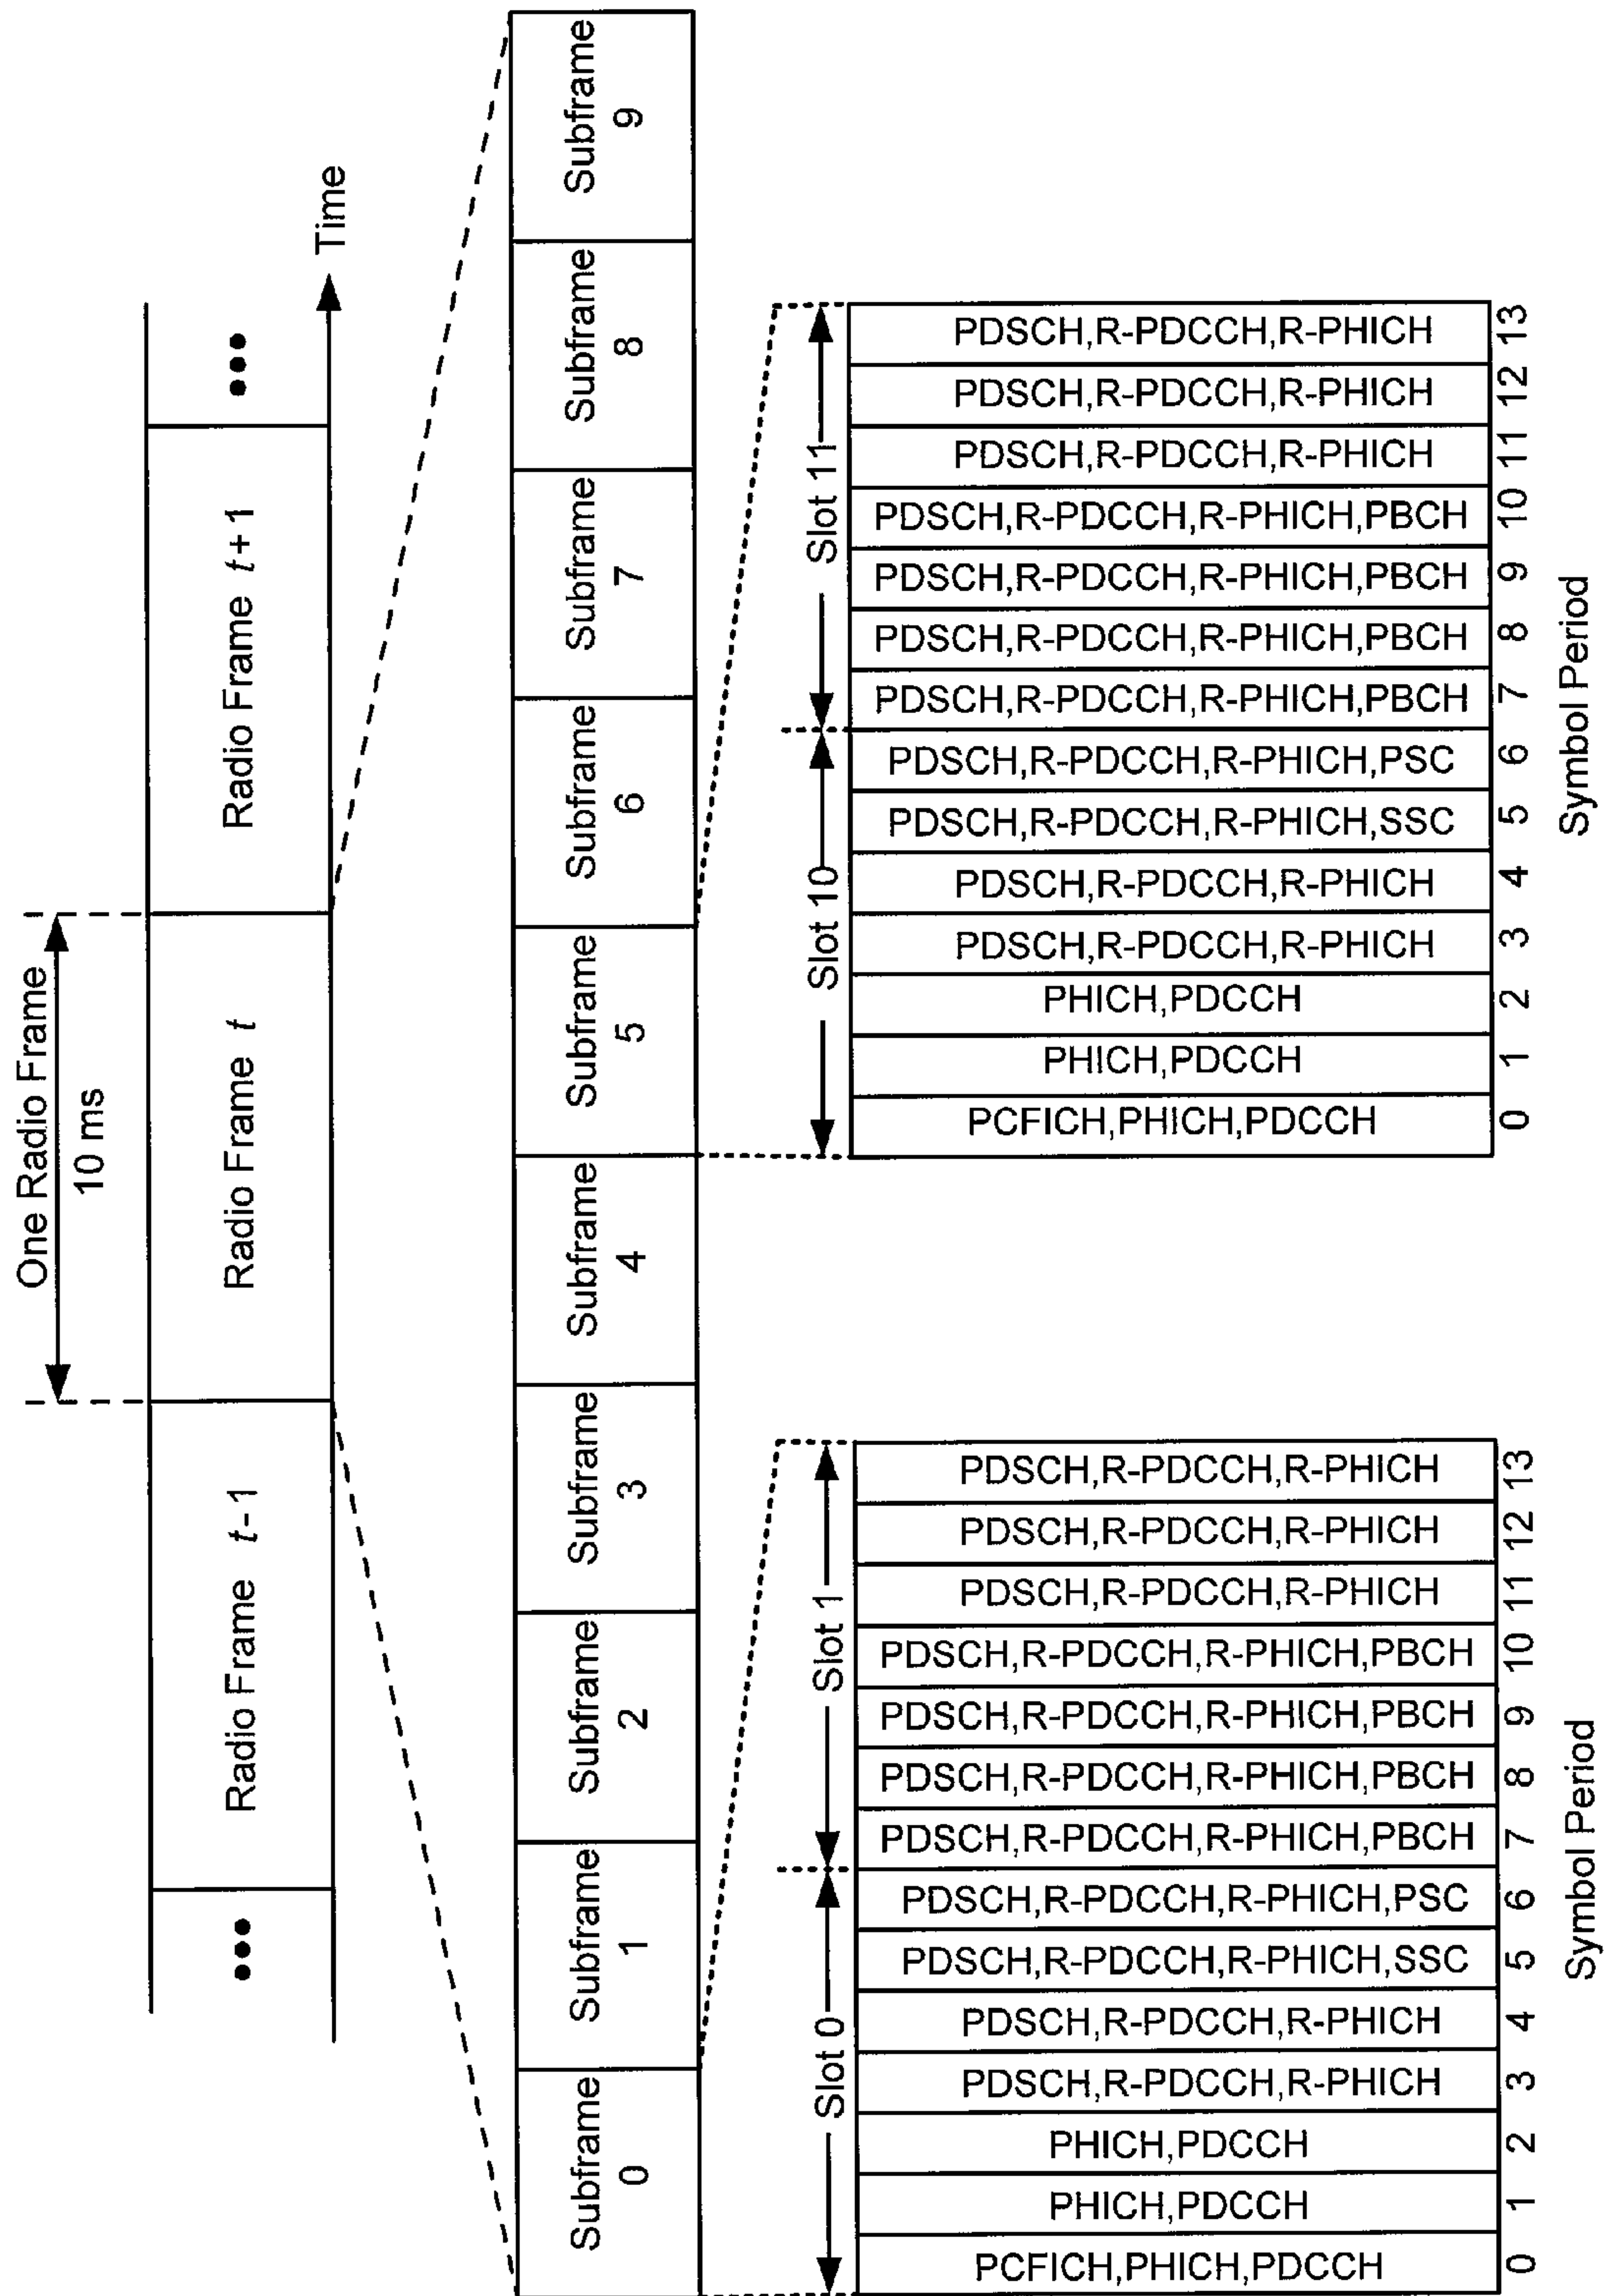 One Radio Frame
10 ms
•••
Radio Frame t-1
Radio Frame t
Radio Frame t+1
•••
Time
Subframe
0
Subframe
1
Subframe
2
Subframe
3
Subframe
4
Subframe
5
Subframe
6
Subframe
7
Subframe
8
Subframe
9
Slot 0
Slot 1
PCFICH,PHICH,PDCCH
PHICH,PDCCH
PHICH,PDCCH
PDSCH,R-PDCCH,R-PHICH
PDSCH,R-PDCCH,R-PHICH
PDSCH,R-PDCCH,R-PHICH,SSC
PDSCH,R-PDCCH,R-PHICH,PSC
PDSCH,R-PDCCH,R-PHICH,PBCH
PDSCH,R-PDCCH,R-PHICH,PBCH
PDSCH,R-PDCCH,R-PHICH,PBCH
PDSCH,R-PDCCH,R-PHICH,PBCH
PDSCH,R-PDCCH,R-PHICH
PDSCH,R-PDCCH,R-PHICH
PDSCH,R-PDCCH,R-PHICH
0 1 2 3 4 5 6 7 8 9 10 11 12 13
Symbol Period
Slot 10
Slot 11
PCFICH,PHICH,PDCCH
PHICH,PDCCH
PHICH,PDCCH
PDSCH,R-PDCCH,R-PHICH
PDSCH,R-PDCCH,R-PHICH
PDSCH,R-PDCCH,R-PHICH,SSC
PDSCH,R-PDCCH,R-PHICH,PSC
PDSCH,R-PDCCH,R-PHICH,PBCH
PDSCH,R-PDCCH,R-PHICH,PBCH
PDSCH,R-PDCCH,R-PHICH,PBCH
PDSCH,R-PDCCH,R-PHICH,PBCH
PDSCH,R-PDCCH,R-PHICH
PDSCH,R-PDCCH,R-PHICH
PDSCH,R-PDCCH,R-PHICH
0 1 2 3 4 5 6 7 8 9 10 11 12 13
Symbol Period